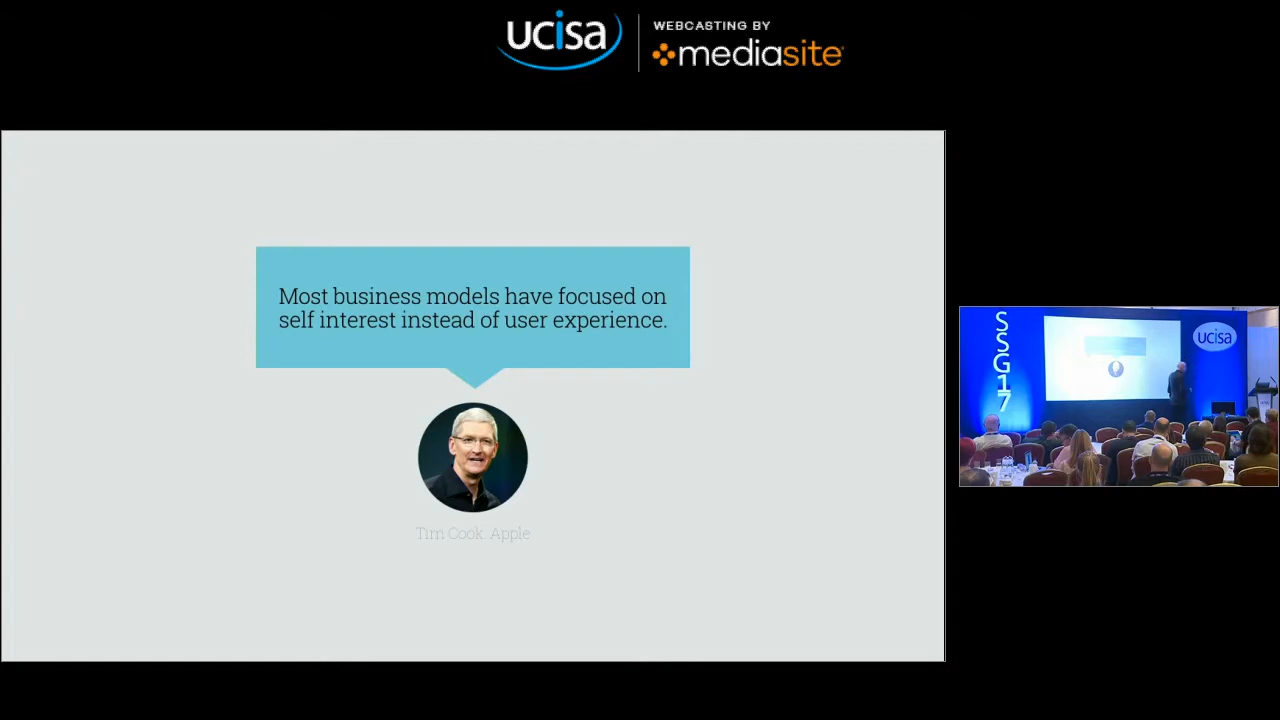 ucisa
WEBCASTING BY
mediasite
Most business models have focused on
self interest instead of user experience.
Tim Cook. Apple
SSG17
ucisa